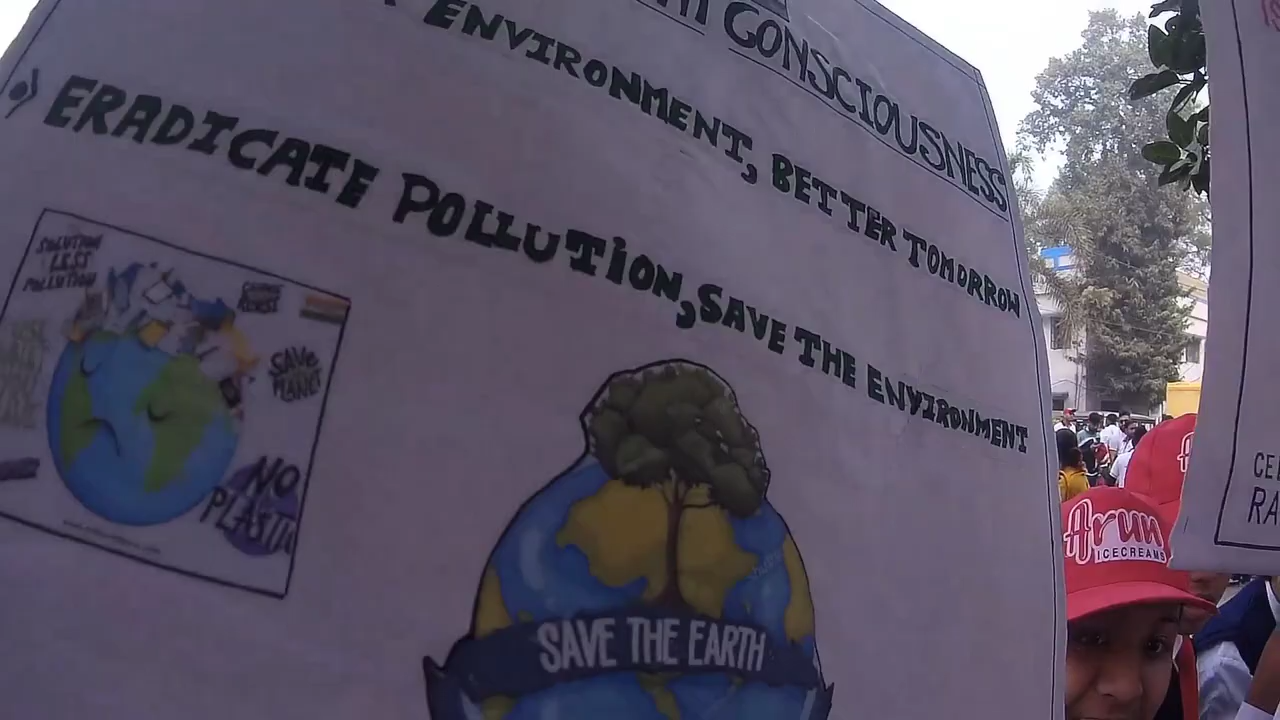 CONSCIOUSNESS
ENVIRONMENT, BETTER TOMORROW
ERADICATE POLLUTION, SAVE THE ENVIRONMENT
SOLUTION
LESS
POLLUTION
SAVE
PLANET
NO
PLASTIC
SAVE THE EARTH
Arun
ICECREAMS